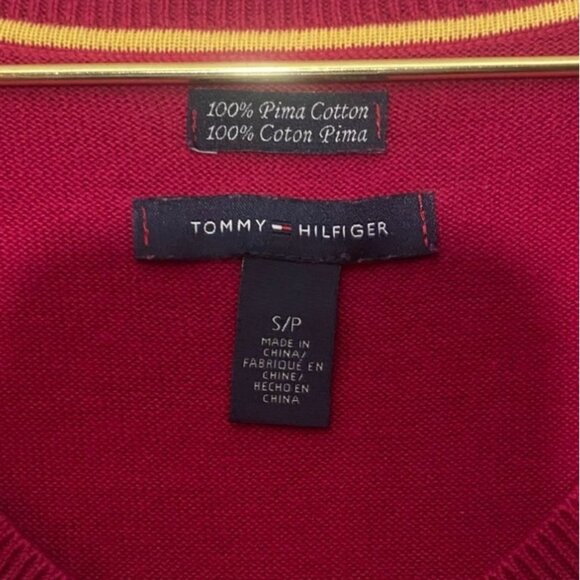 100% Pima Cotton
100% Coton Pima
TOMMY HILFIGER
S/P
MADE IN
CHINA/
FABRIQUÉ EN
CHINE/
HECHO EN
CHINA